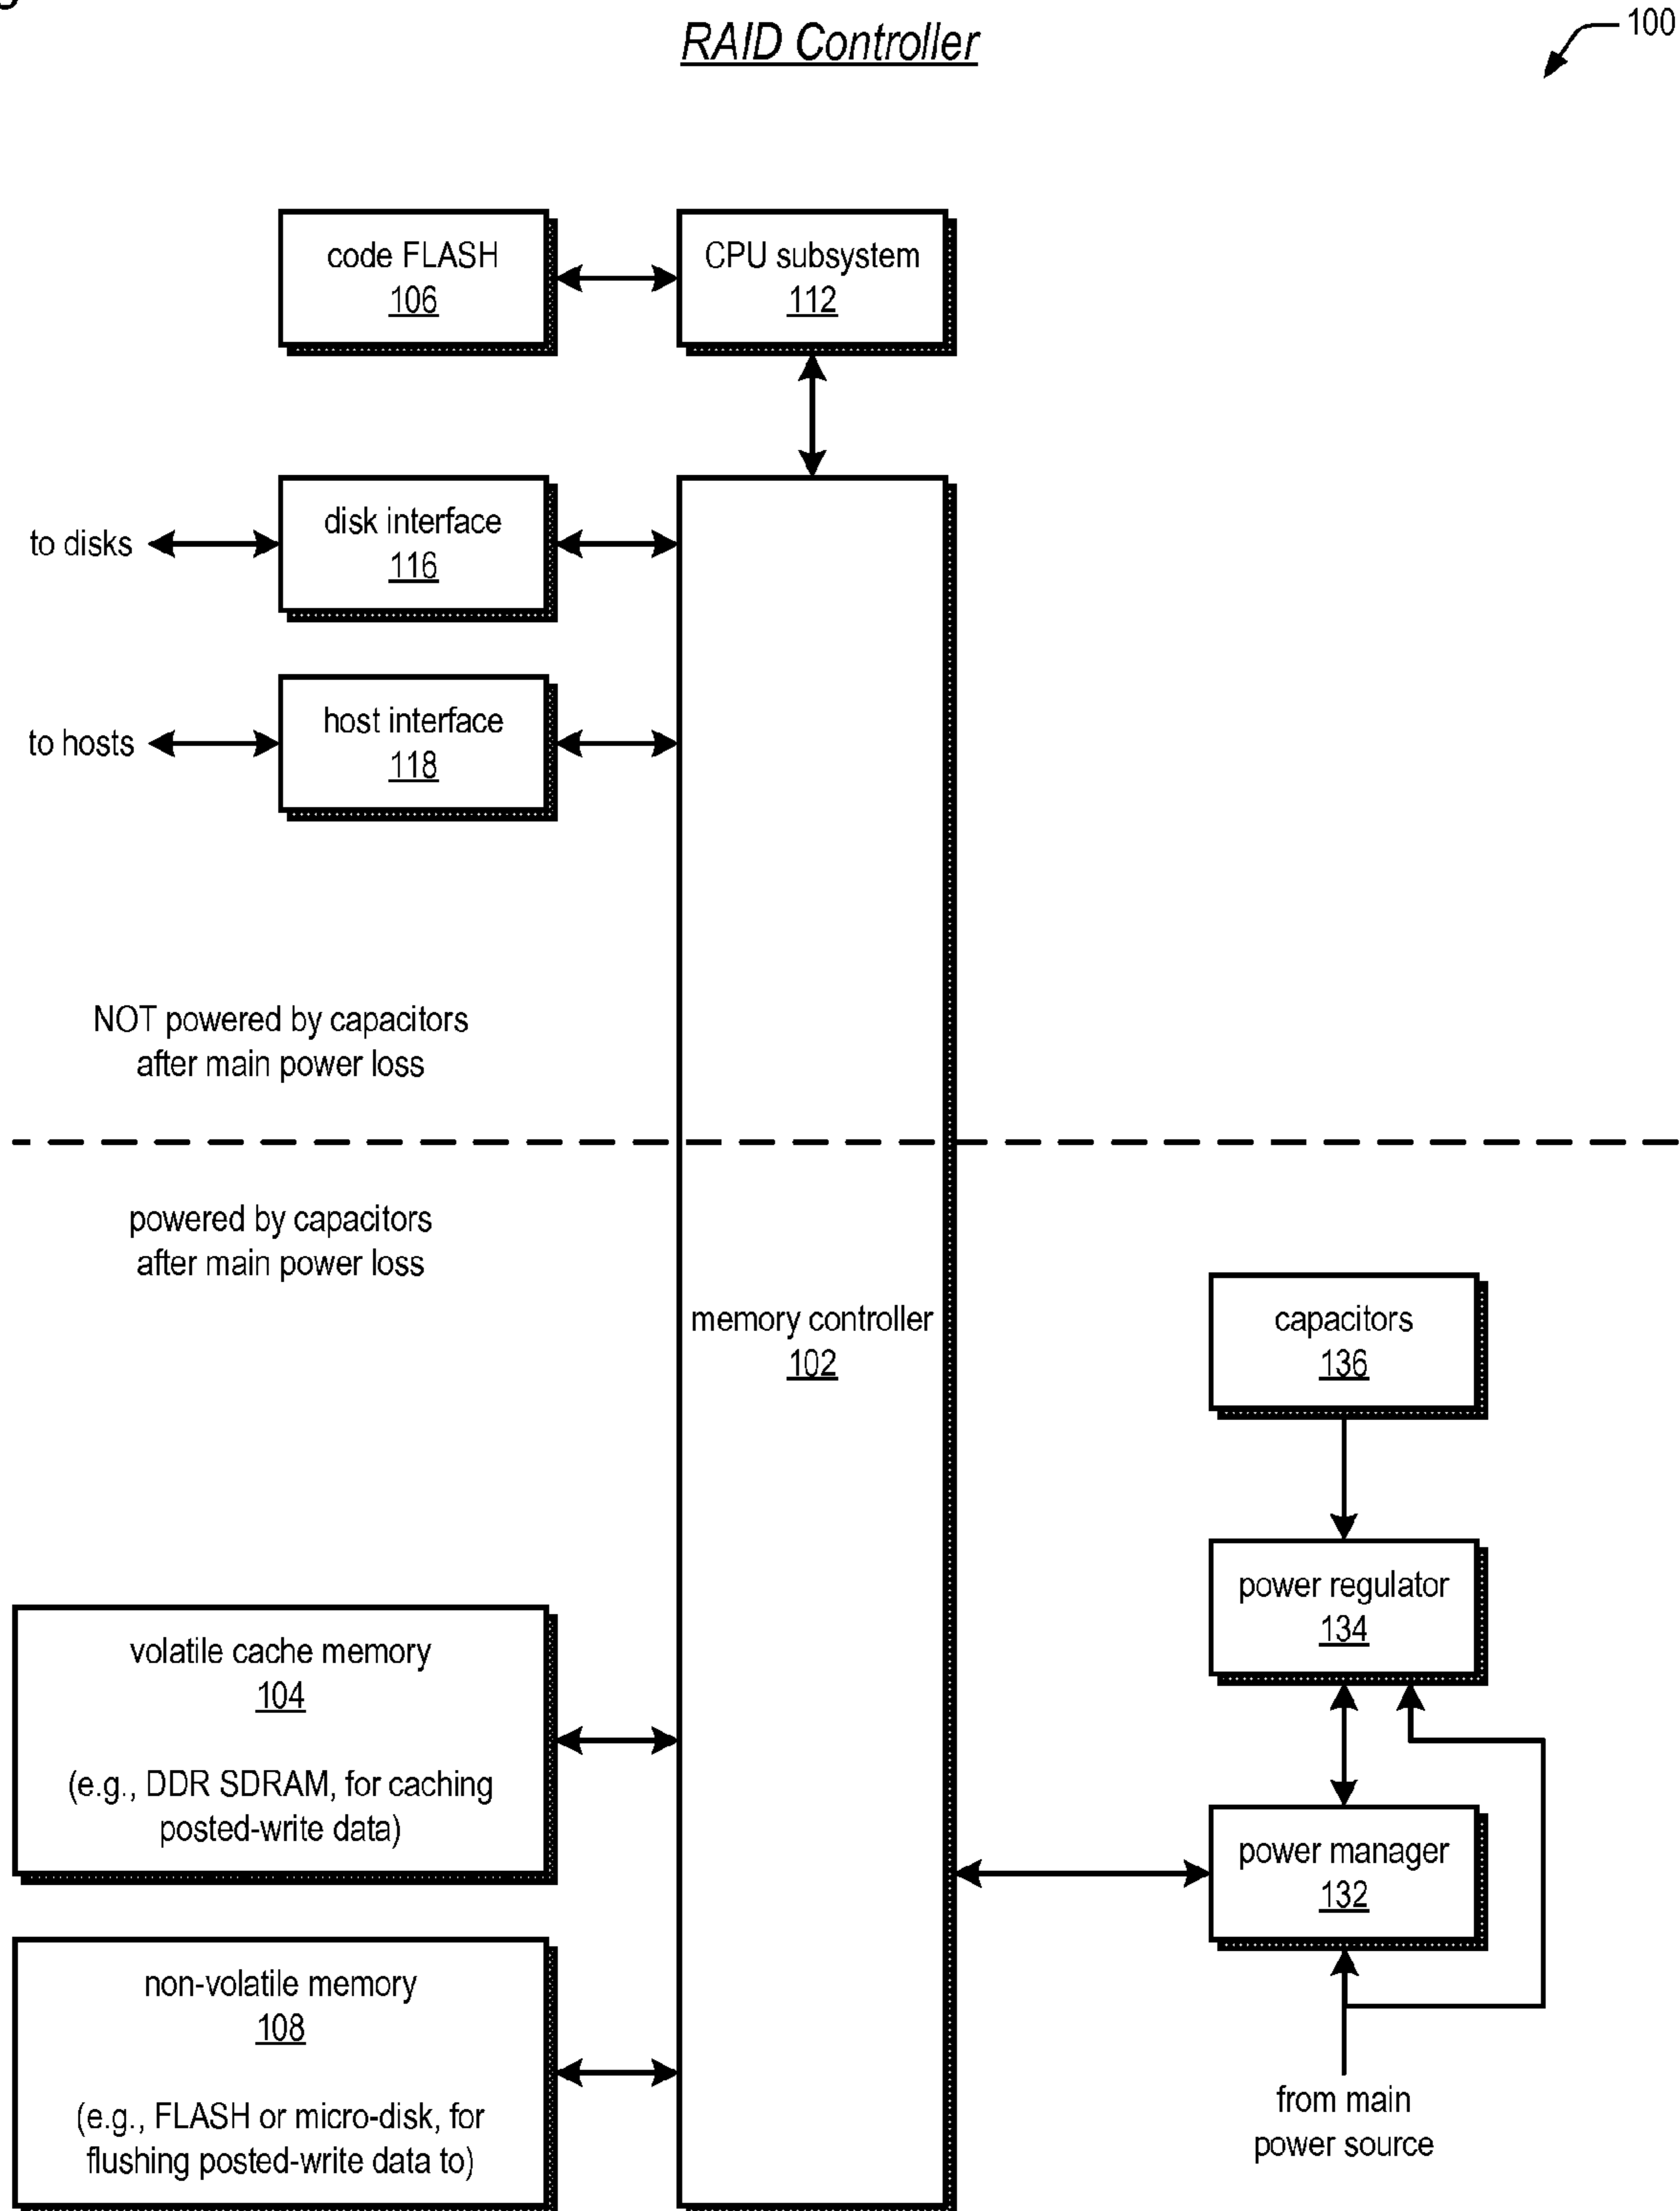 RAID Controller
100
code FLASH
106
CPU subsystem
112
to disks
disk interface
116
to hosts
host interface
118
NOT powered by capacitors
after main power loss
powered by capacitors
after main power loss
memory controller
102
capacitors
136
power regulator
134
volatile cache memory
104
(e.g., DDR SDRAM, for caching
posted-write data)
power manager
132
non-volatile memory
108
(e.g., FLASH or micro-disk, for
flushing posted-write data to)
from main
power source